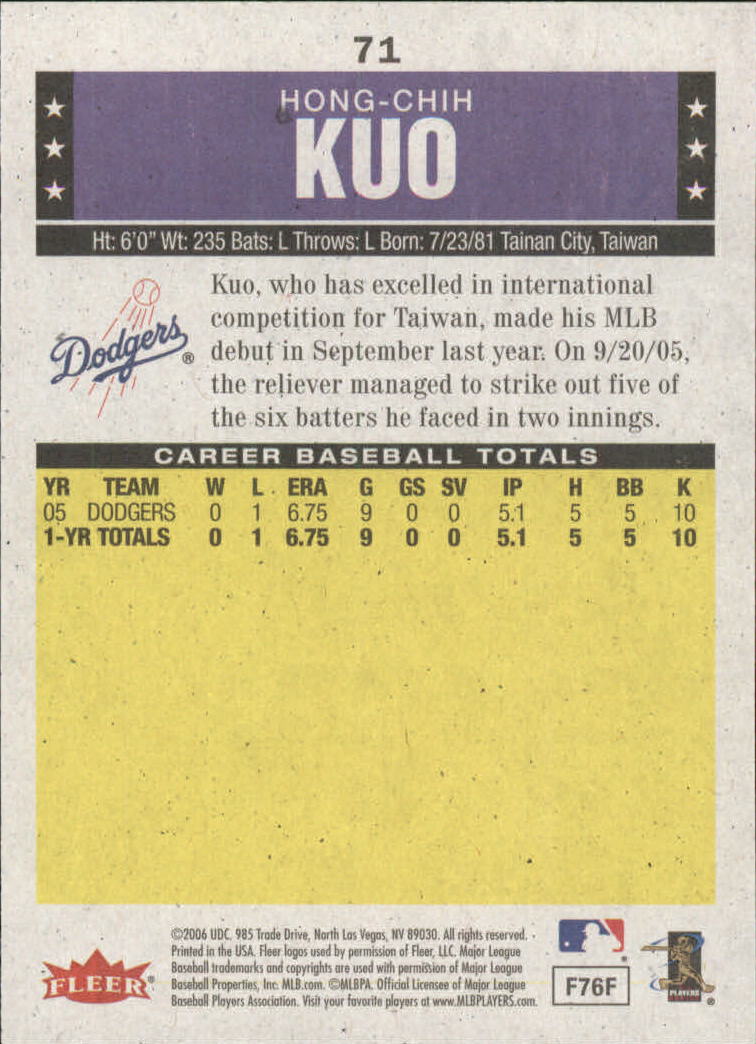 71
HONG-CHIH
KUO
Ht: 6'0" Wt: 235 Bats: L Throws: L Born: 7/23/81 Tainan City, Taiwan
Dodgers®
Kuo, who has excelled in international
competition for Taiwan, made his MLB
debut in September last year. On 9/20/05,
the reliever managed to strike out five of
the six batters he faced in two innings.
CAREER BASEBALL TOTALS
YR TEAM W L ERA G GS SV IP H BB K
05 DODGERS 0 1 6.75 9 0 0 5.1 5 5 10
1-YR TOTALS 0 1 6.75 9 0 0 5.1 5 5 10
©2006 UDC. 985 Trade Drive, North Las Vegas, NV 89030. All rights reserved.
Printed in the USA. Fleer logos used by permission of Fleer, LLC. Major League
Baseball trademarks and copyrights are used with permission of Major League
Baseball Properties, Inc. MLB.com. ©MLBPA. Official Licensee of Major League
Baseball Players Association. Visit your favorite players at www.MLBPLAYERS.com.
FLEER®
®
F76F
PLAYERS
®